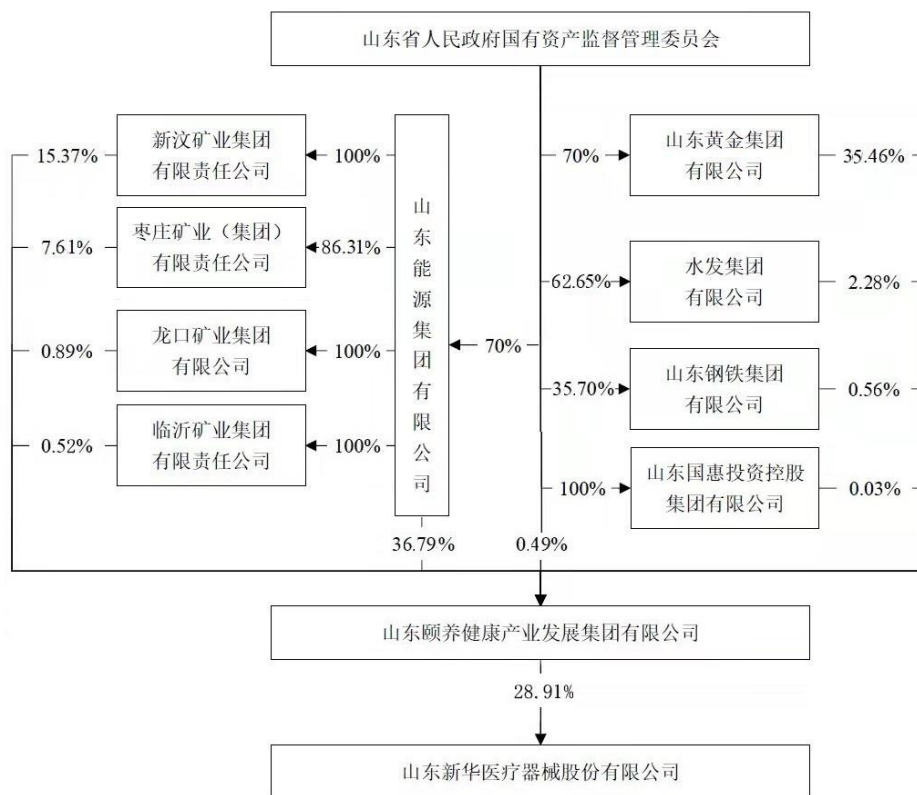 山东省人民政府国有资产监督管理委员会
15.37%
新汶矿业集团
有限责任公司
100%
7.61%
枣庄矿业（集团）
有限责任公司
86.31%
0.89%
龙口矿业集团
有限公司
100%
0.52%
临沂矿业集团
有限责任公司
100%
山东能源集团有限公司
70%
36.79%
0.49%
70%
山东黄金集团
有限公司
35.46%
62.65%
水发集团
有限公司
2.28%
35.70%
山东钢铁集团
有限公司
0.56%
100%
山东国惠投资控股
集团有限公司
0.03%
山东颐养健康产业发展集团有限公司
28.91%
山东新华医疗器械股份有限公司